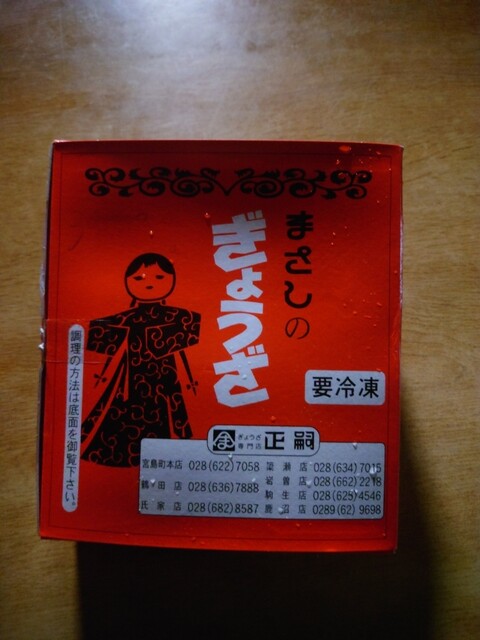 まさしの
ぎょうざ
要冷凍
調理の方法は底面を御覧下さい。
ぎょうざ
専門店
正嗣
宮島町本店 028(622)7058
鶴田店 028(636)7888
氏家店 028(682)8587
簗瀬店 028(634)7015
岩曽店 028(662)2218
駒生店 028(625)4546
鹿沼店 0289(62)9698